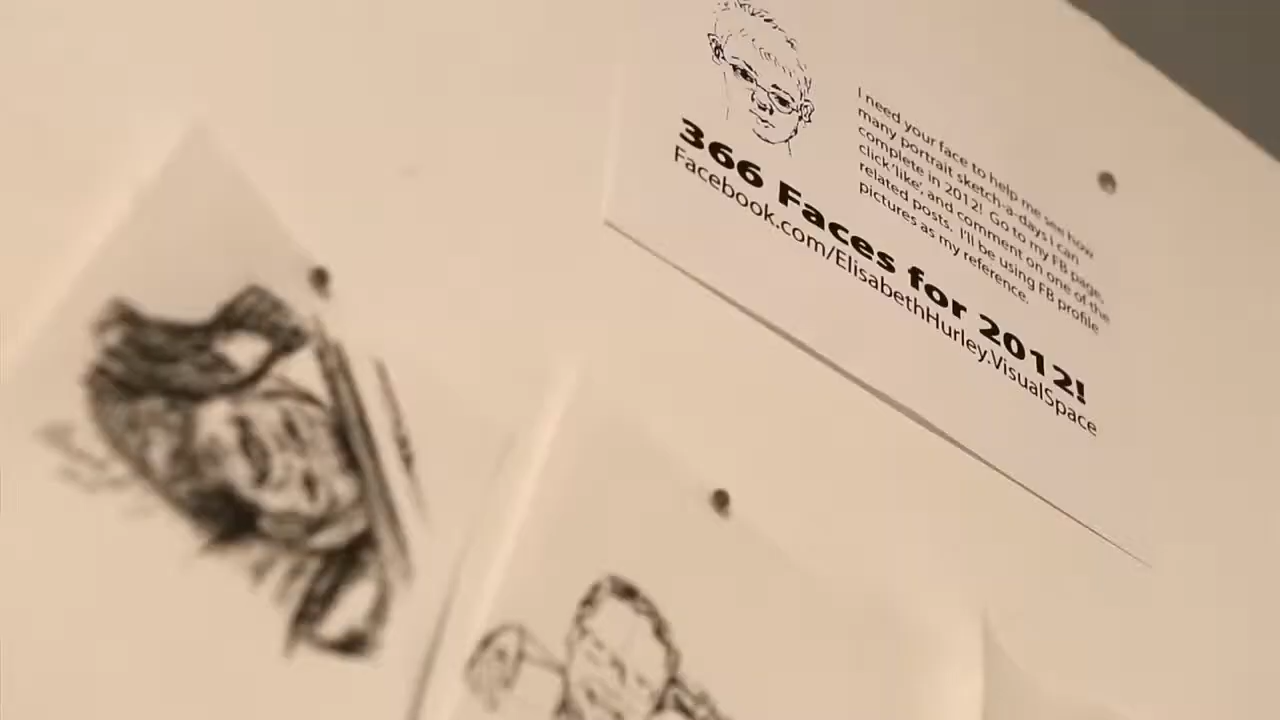 I need your face to help me see how
many portrait sketch-a-days I can
complete in 2012! Go to my FB page,
click 'like', and comment on one of the
related posts. I'll be using FB profile
pictures as my reference.
366 Faces for 2012!
Facebook.com/ElisabethHurley.VisualSpace